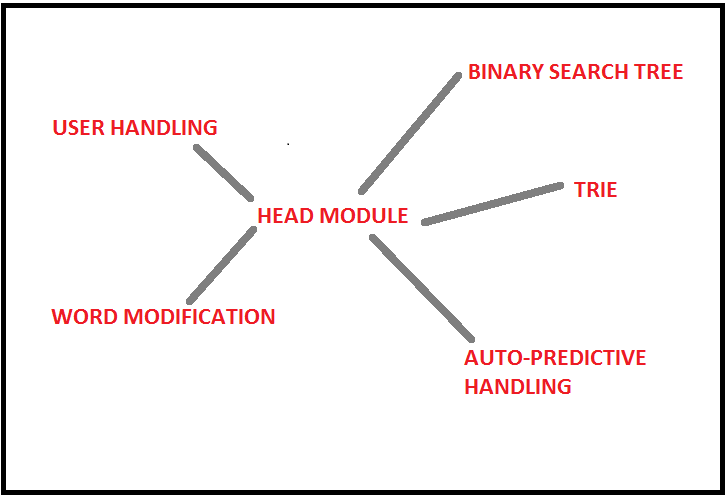 BINARY SEARCH TREE
USER HANDLING
TRIE
HEAD MODULE
WORD MODIFICATION
AUTO-PREDICTIVE
HANDLING